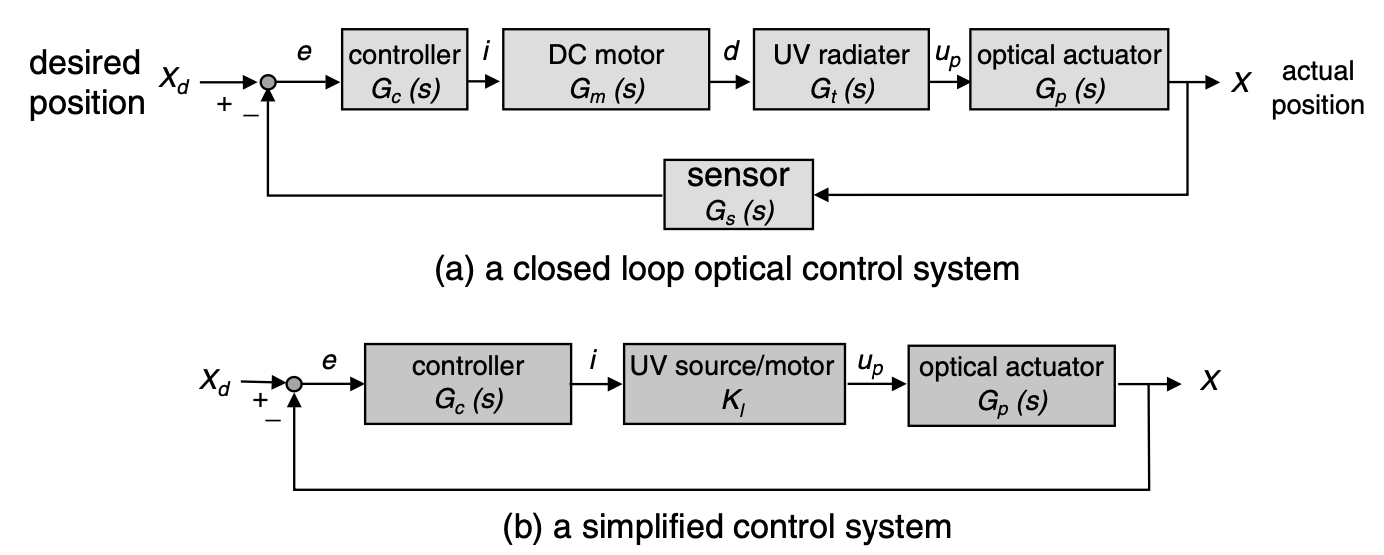 desired
position
X_d
+
–
e
controller
G_c (s)
i
DC motor
G_m (s)
d
UV radiater
G_t (s)
u_p
optical actuator
G_p (s)
X
actual
position
sensor
G_s (s)
(a) a closed loop optical control system
X_d
+
–
e
controller
G_c (s)
i
UV source/motor
K_l
u_p
optical actuator
G_p (s)
X
(b) a simplified control system